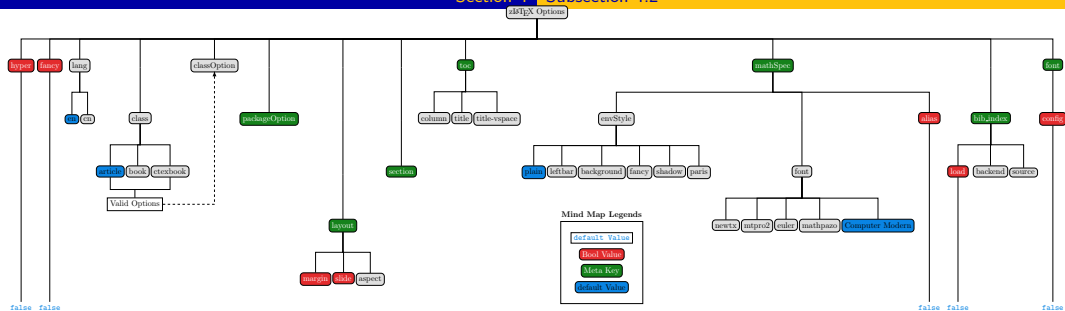 Section 4 Subsection 4.2
zLaTeX Options
hyper fancy lang classOption toc mathSpec font
en cn class packageOption column title title-vspace envStyle alias bib_index config
article book ctexbook section plain leftbar background fancy shadow paris font load backend source
Valid Options
Mind Map Legends
layout newtx mtpro2 euler mathpazo Computer Modern
default Value
Bool Value
Meta Key
margin slide aspect
default Value
false false false false false